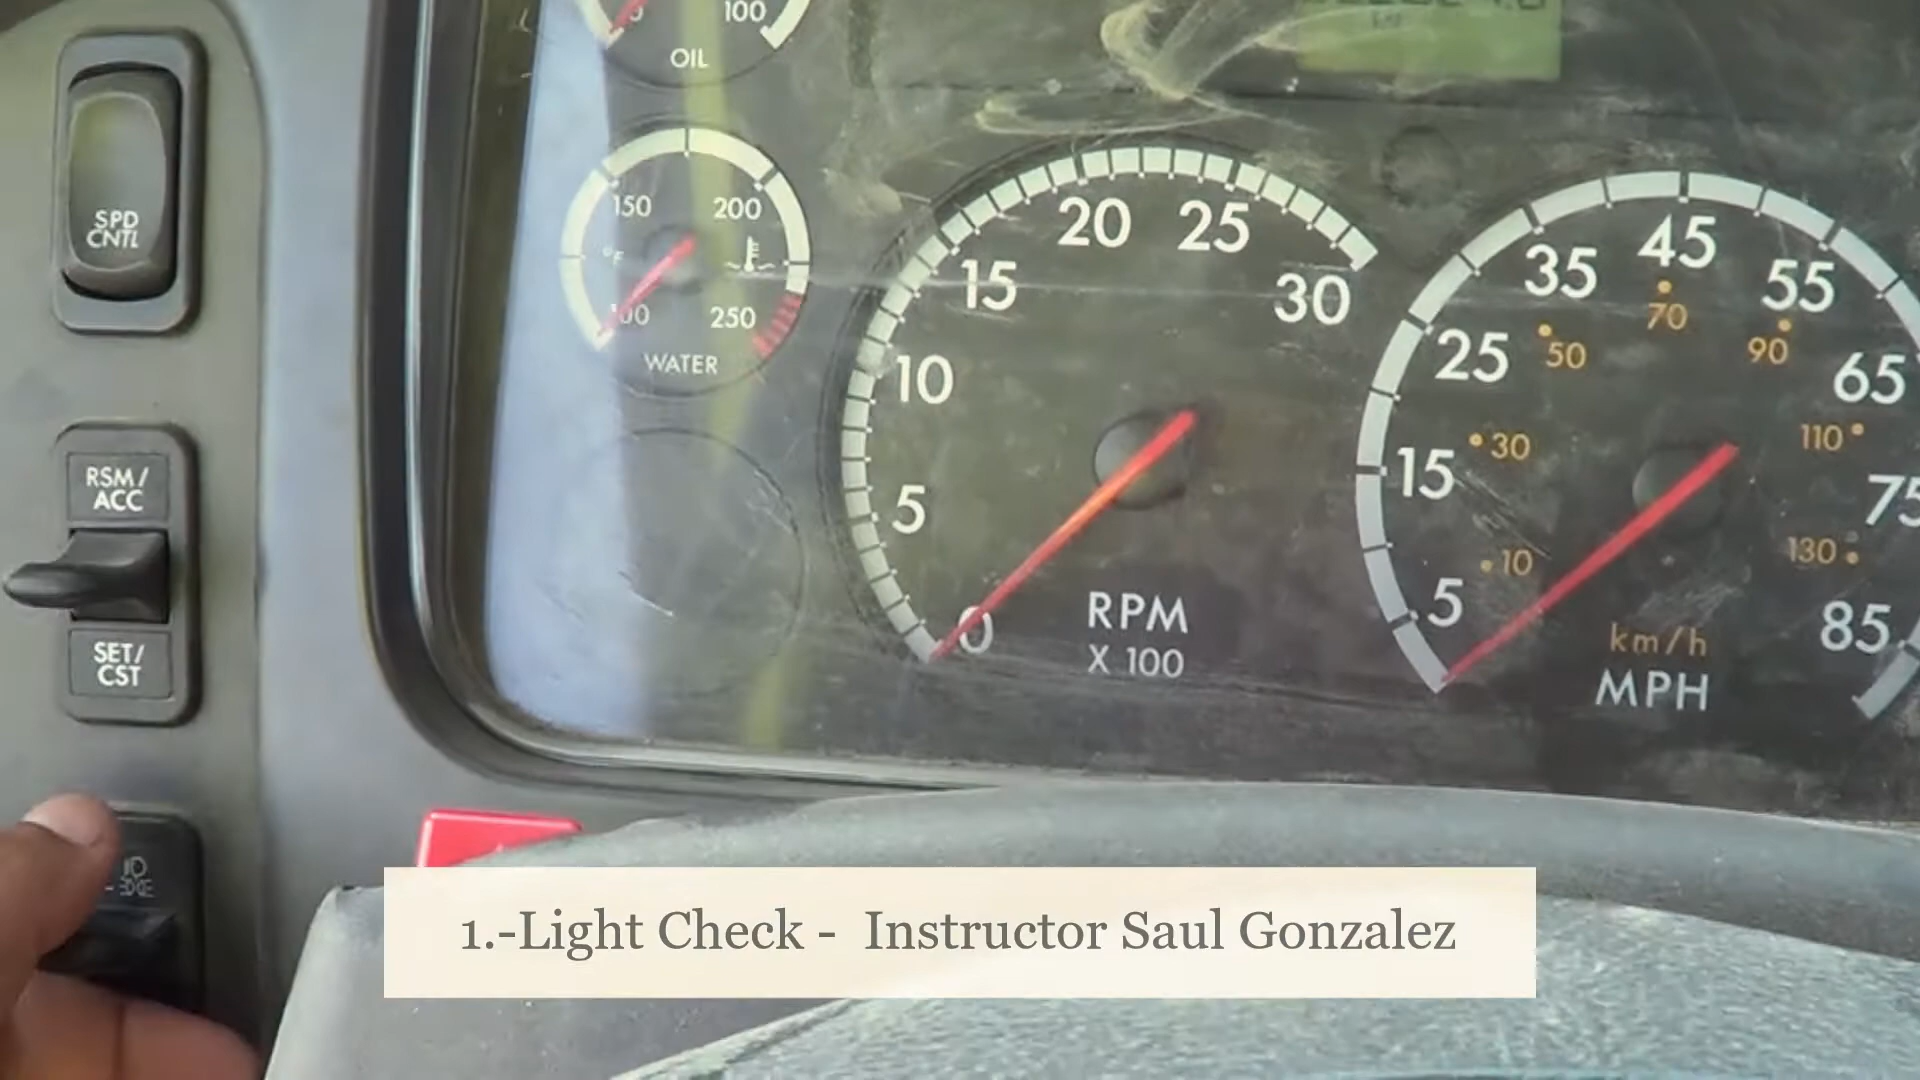 100
OIL
SPD
CNTL
150
200
°F
100
250
WATER
RSM/
ACC
SET/
CST
0
5
10
15
20
25
30
RPM
X 100
5
15
25
35
45
55
65
75
85
10
30
50
70
90
110
130
km/h
MPH
1.-Light Check - Instructor Saul Gonzalez